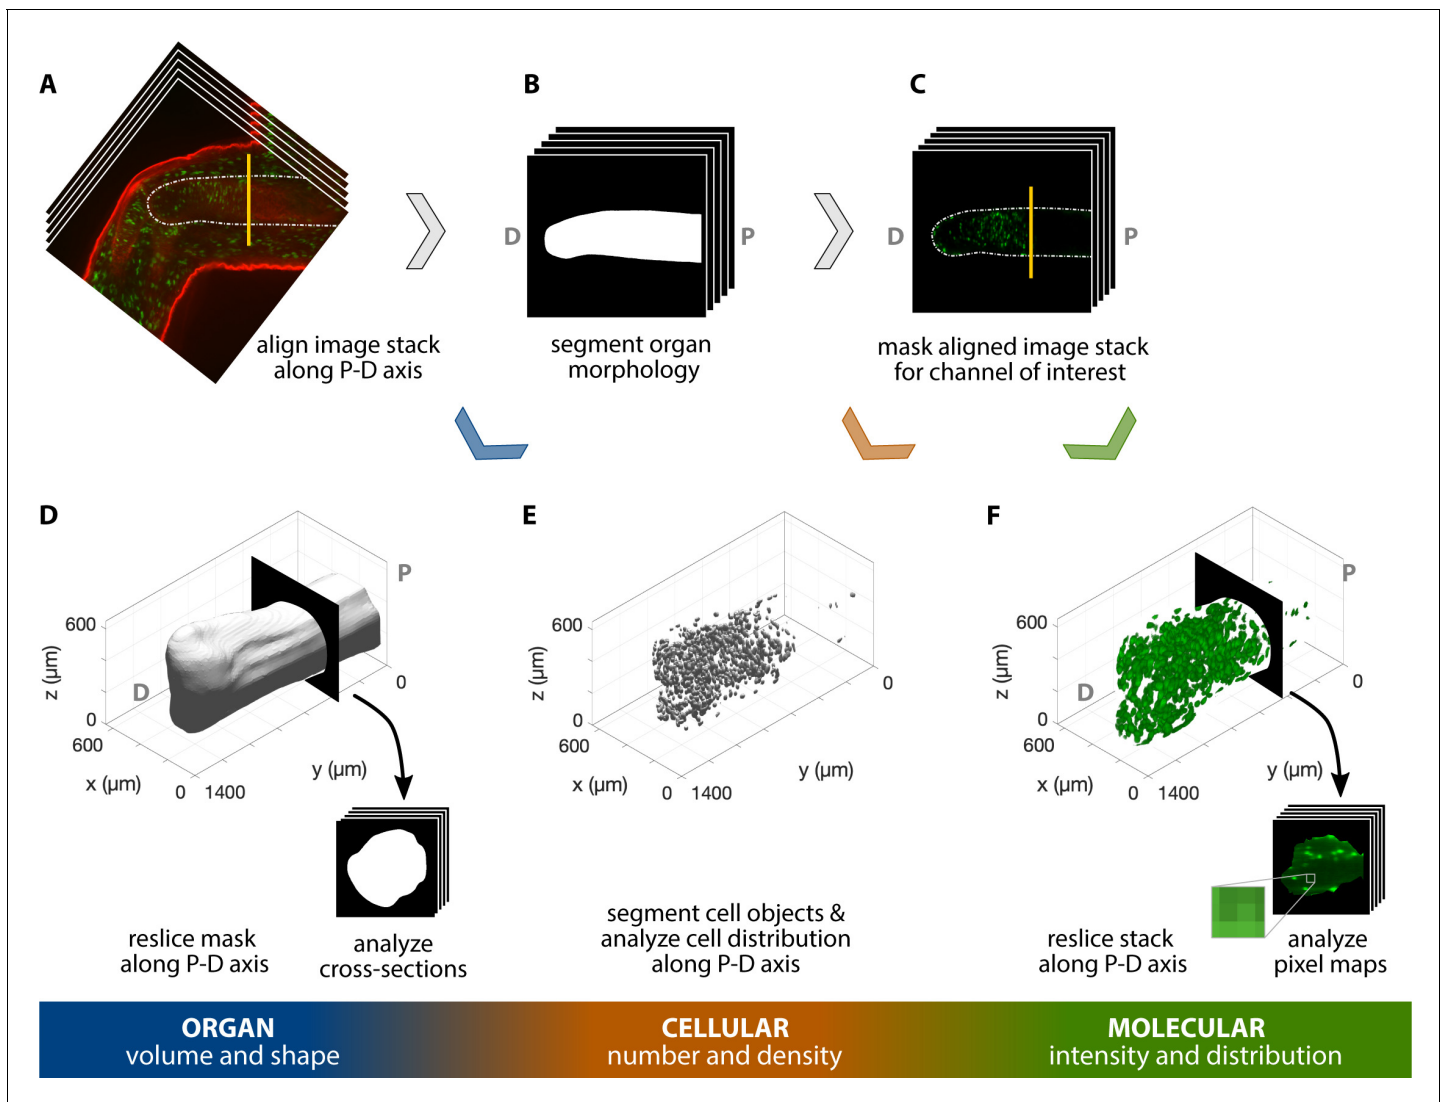 A
B
C
D
P
D
P
align image stack
along P-D axis
segment organ
morphology
mask aligned image stack
for channel of interest
D
P
D
600
z (μm)
0
600
x (μm)
0
1400
y (μm)
0
reslice mask
along P-D axis
analyze
cross-sections
E
600
z (μm)
0
600
x (μm)
0
1400
y (μm)
0
segment cell objects &
analyze cell distribution
along P-D axis
F
P
D
600
z (μm)
0
600
x (μm)
0
1400
y (μm)
0
reslice stack
along P-D axis
analyze
pixel maps
ORGAN
volume and shape
CELLULAR
number and density
MOLECULAR
intensity and distribution